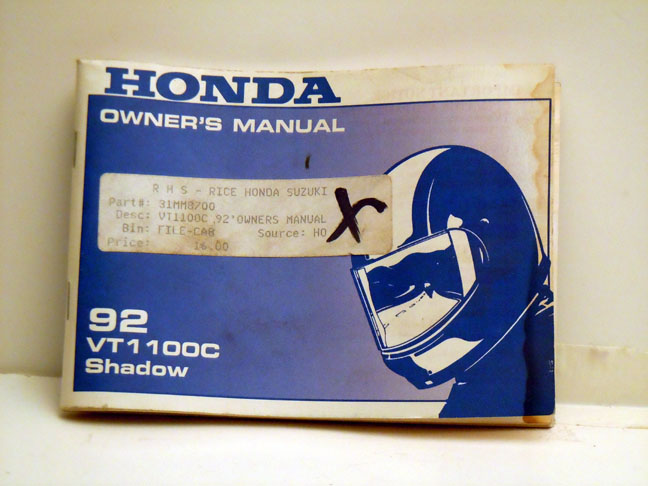 HONDA
OWNER'S MANUAL
R H S - RICE HONDA SUZUKI
Part#: 31MM8/00
Desc: VT1100C ,92'OWNERS MANUAL
Bin: FILE-CAB Source: HO
Price: 16.00
X
92
VT1100C
Shadow